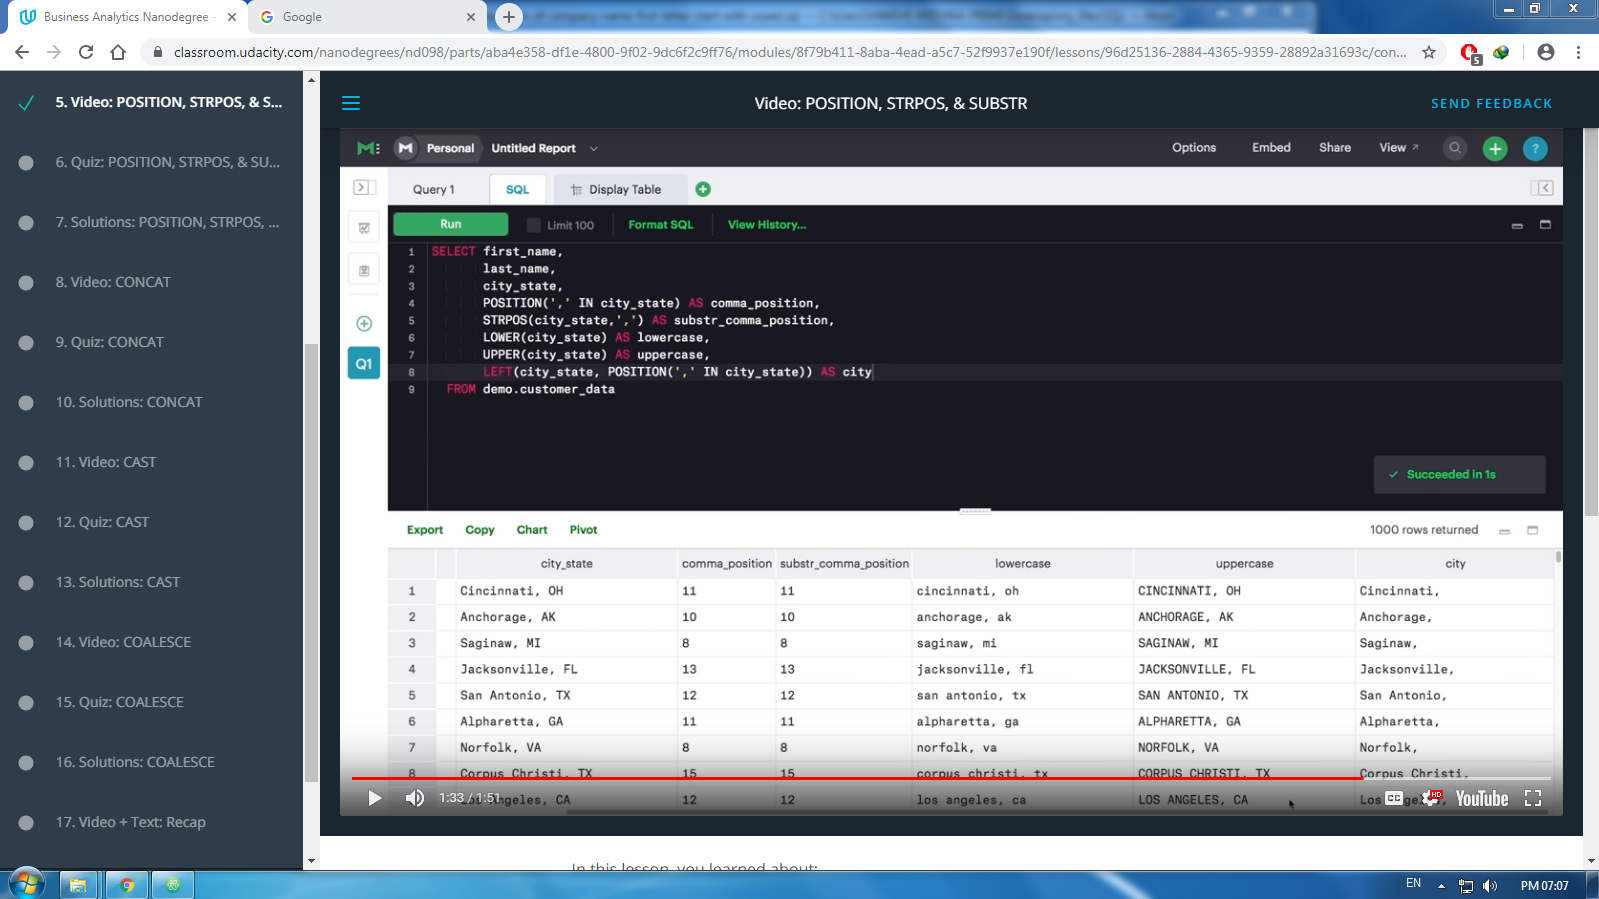 Business Analytics Nanodegree -
Google
classroom.udacity.com/nanodegrees/nd098/parts/aba4e358-df1e-4800-9f02-9dc6f2c9ff76/modules/8f79b411-8aba-4ead-a5c7-52f9937e190f/lessons/96d25136-2884-4365-9359-28892a31693c/con...
5
5. Video: POSITION, STRPOS, & S...
6. Quiz: POSITION, STRPOS, & SU...
7. Solutions: POSITION, STRPOS, ...
8. Video: CONCAT
9. Quiz: CONCAT
10. Solutions: CONCAT
11. Video: CAST
12. Quiz: CAST
13. Solutions: CAST
14. Video: COALESCE
15. Quiz: COALESCE
16. Solutions: COALESCE
17. Video + Text: Recap
Video: POSITION, STRPOS, & SUBSTR
SEND FEEDBACK
Personal Untitled Report Options Embed Share View
Query 1 SQL Display Table
Run Limit 100 Format SQL View History...
Q1
1 SELECT first_name,
2 last_name,
3 city_state,
4 POSITION(',' IN city_state) AS comma_position,
5 STRPOS(city_state,',') AS substr_comma_position,
6 LOWER(city_state) AS lowercase,
7 UPPER(city_state) AS uppercase,
8 LEFT(city_state, POSITION(',' IN city_state)) AS city
9 FROM demo.customer_data
Succeeded in 1s
Export Copy Chart Pivot 1000 rows returned
city_state comma_position substr_comma_position lowercase uppercase city
1 Cincinnati, OH 11 11 cincinnati, oh CINCINNATI, OH Cincinnati,
2 Anchorage, AK 10 10 anchorage, ak ANCHORAGE, AK Anchorage,
3 Saginaw, MI 8 8 saginaw, mi SAGINAW, MI Saginaw,
4 Jacksonville, FL 13 13 jacksonville, fl JACKSONVILLE, FL Jacksonville,
5 San Antonio, TX 12 12 san antonio, tx SAN ANTONIO, TX San Antonio,
6 Alpharetta, GA 11 11 alpharetta, ga ALPHARETTA, GA Alpharetta,
7 Norfolk, VA 8 8 norfolk, va NORFOLK, VA Norfolk,
8 Corpus Christi, TX 15 15 corpus christi, tx CORPUS CHRISTI, TX Corpus Christi,
Los Angeles, CA 12 12 los angeles, ca LOS ANGELES, CA
1:33 / 1:51
CC HD YouTube
In this lesson, you learned about:
EN PM 07:07